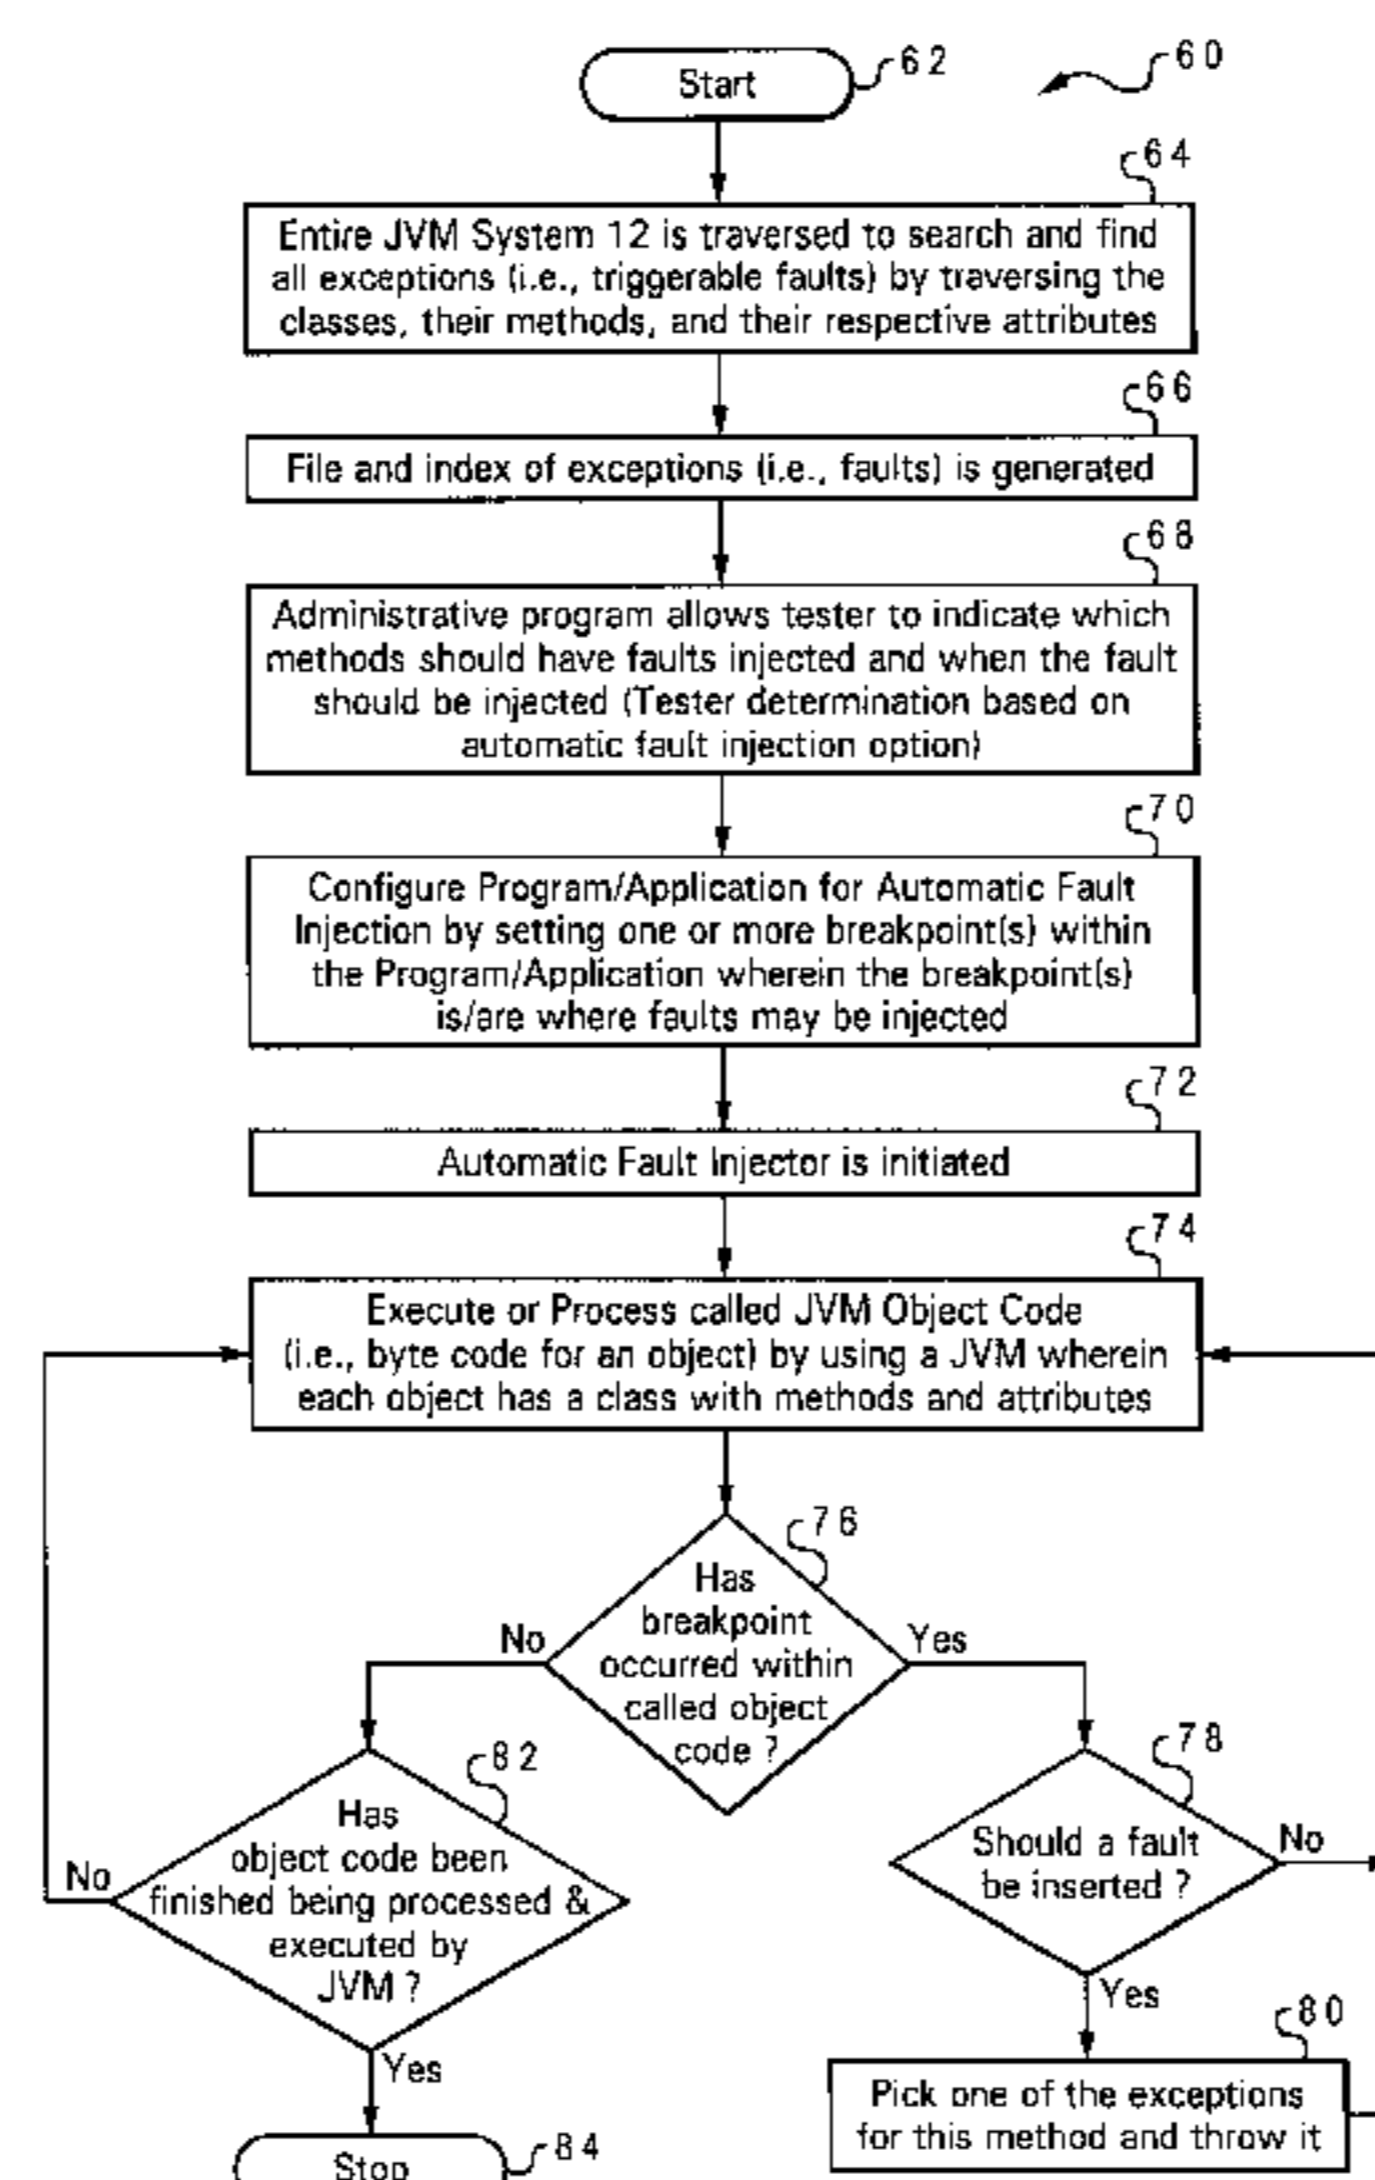 Start
62
60
64
Entire JVM System 12 is traversed to search and find
all exceptions (i.e., triggerable faults) by traversing the
classes, their methods, and their respective attributes
66
File and index of exceptions (i.e., faults) is generated
68
Administrative program allows tester to indicate which
methods should have faults injected and when the fault
should be injected (Tester determination based on
automatic fault injection option)
70
Configure Program/Application for Automatic Fault
Injection by setting one or more breakpoint(s) within
the Program/Application wherein the breakpoint(s)
is/are where faults may be injected
72
Automatic Fault Injector is initiated
74
Execute or Process called JVM Object Code
(i.e., byte code for an object) by using a JVM wherein
each object has a class with methods and attributes
76
Has
breakpoint
occurred within
called object
code ?
No
Yes
82
Has
object code been
finished being processed &
executed by
JVM ?
No
Yes
78
Should a fault
be inserted ?
No
Yes
80
Pick one of the exceptions
for this method and throw it
Stop
84